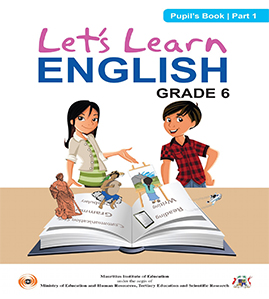 Pupil's Book | Part 1
Let's Learn
ENGLISH
GRADE 6
Communication
Grammar
Writing
Reading
Mauritius Institute of Education
under the aegis of
Ministry of Education and Human Resources, Tertiary Education and Scientific Research